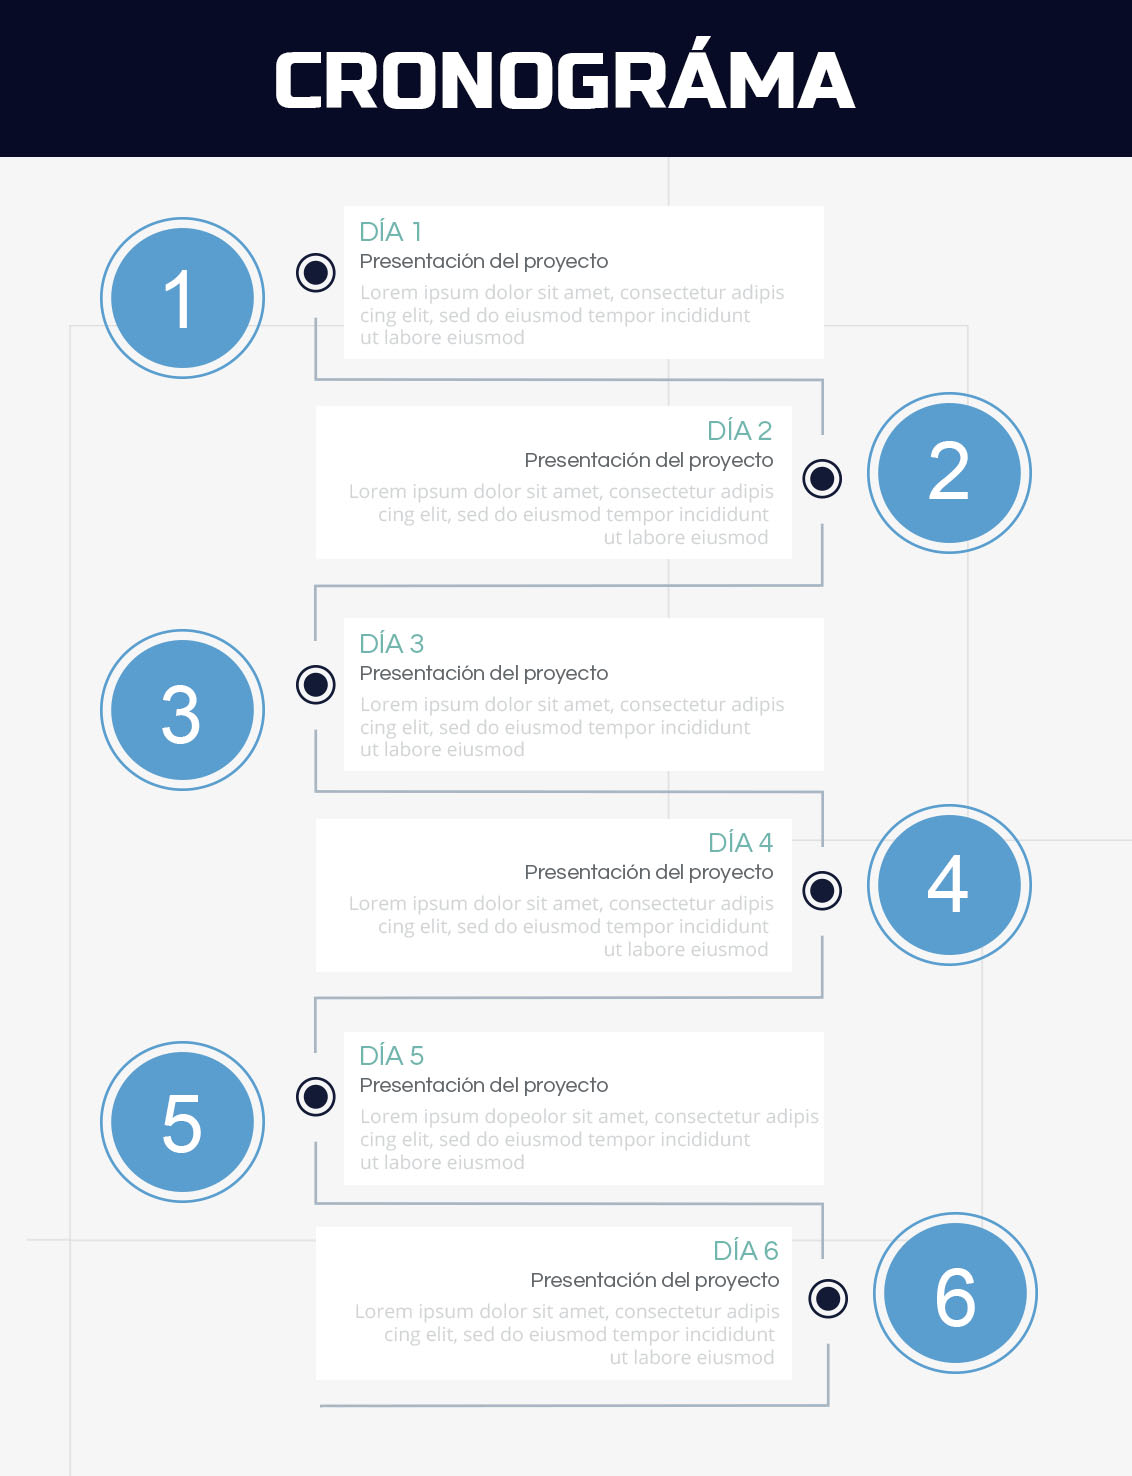 CRONOGRÁMA
1
DÍA 1
Presentación del proyecto
Lorem ipsum dolor sit amet, consectetur adipis
cing elit, sed do eiusmod tempor incididunt
ut labore eiusmod
DÍA 2
Presentación del proyecto
Lorem ipsum dolor sit amet, consectetur adipis
cing elit, sed do eiusmod tempor incididunt
ut labore eiusmod
2
3
DÍA 3
Presentación del proyecto
Lorem ipsum dolor sit amet, consectetur adipis
cing elit, sed do eiusmod tempor incididunt
ut labore eiusmod
DÍA 4
Presentación del proyecto
Lorem ipsum dolor sit amet, consectetur adipis
cing elit, sed do eiusmod tempor incididunt
ut labore eiusmod
4
5
DÍA 5
Presentación del proyecto
Lorem ipsum dopeolor sit amet, consectetur adipis
cing elit, sed do eiusmod tempor incididunt
ut labore eiusmod
DÍA 6
Presentación del proyecto
Lorem ipsum dolor sit amet, consectetur adipis
cing elit, sed do eiusmod tempor incididunt
ut labore eiusmod
6